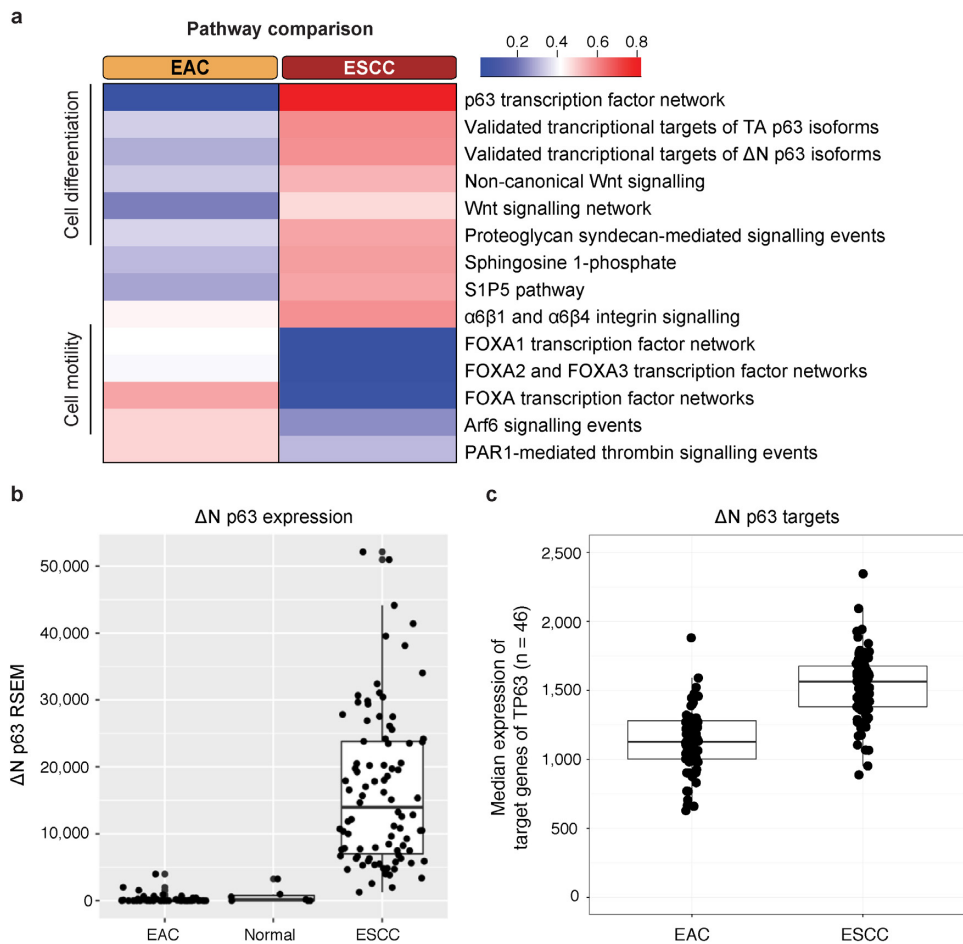 a
Pathway comparison
0.2 0.4 0.6 0.8
EAC ESCC
Cell differentiation
Cell motility
p63 transcription factor network
Validated trancriptional targets of TA p63 isoforms
Validated trancriptional targets of ΔN p63 isoforms
Non-canonical Wnt signalling
Wnt signalling network
Proteoglycan syndecan-mediated signalling events
Sphingosine 1-phosphate
S1P5 pathway
α6β1 and α6β4 integrin signalling
FOXA1 transcription factor network
FOXA2 and FOXA3 transcription factor networks
FOXA transcription factor networks
Arf6 signalling events
PAR1-mediated thrombin signalling events
b
ΔN p63 expression
ΔN p63 RSEM
50,000
40,000
30,000
20,000
10,000
0
EAC Normal ESCC
c
ΔN p63 targets
Median expression of
target genes of TP63 (n = 46)
2,500
2,000
1,500
1,000
500
0
EAC ESCC